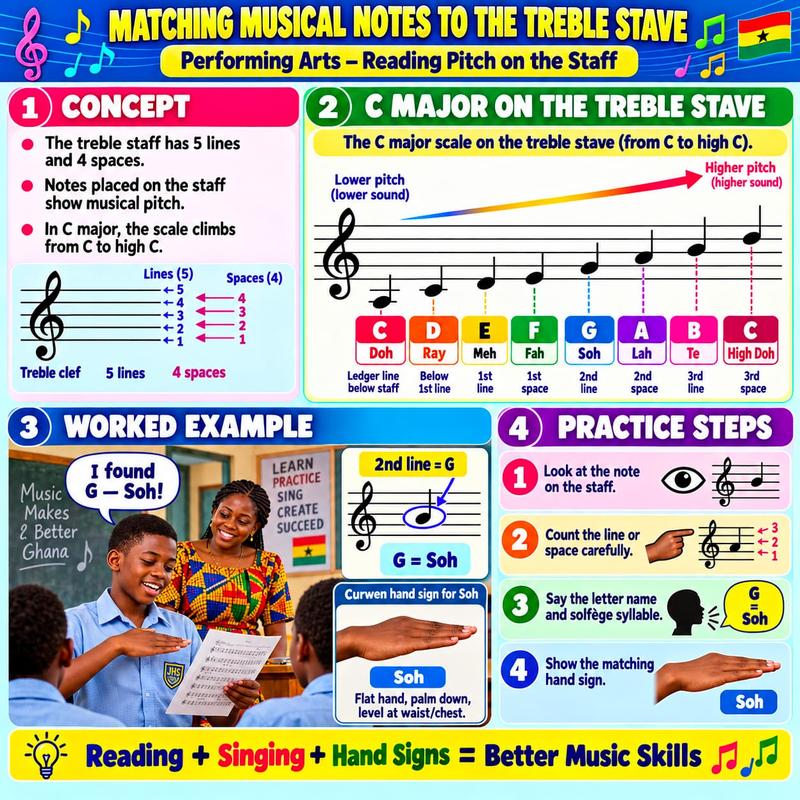 MATCHING MUSICAL NOTES TO THE TREBLE STAVE
Performing Arts – Reading Pitch on the Staff
1 CONCEPT
The treble staff has 5 lines
and 4 spaces.
Notes placed on the staff
show musical pitch.
In C major, the scale climbs
from C to high C.
Lines (5)
Spaces (4)
5
4
3
2
1
4
3
2
1
Treble clef
5 lines
4 spaces
2 C MAJOR ON THE TREBLE STAVE
The C major scale on the treble stave (from C to high C).
Lower pitch
(lower sound)
Higher pitch
(higher sound)
C D E F G A B C
Doh Ray Meh Fah Soh Lah Te High Doh
Ledger line
below staff
Below
1st line
1st
line
1st
space
2nd
line
2nd
space
3rd
line
3rd
space
3 WORKED EXAMPLE
I found
G – Soh!
Music
Makes
2 Better
Ghana
LEARN
PRACTICE
SING
CREATE
SUCCEED
JHS
2nd line = G
G = Soh
Curwen hand sign for Soh
Soh
Flat hand, palm down,
level at waist/chest.
4 PRACTICE STEPS
1 Look at the note
on the staff.
2 Count the line or
space carefully.
3
2
1
3 Say the letter name
and solfège syllable.
G
=
Soh
4 Show the matching
hand sign.
Soh
Reading + Singing + Hand Signs = Better Music Skills